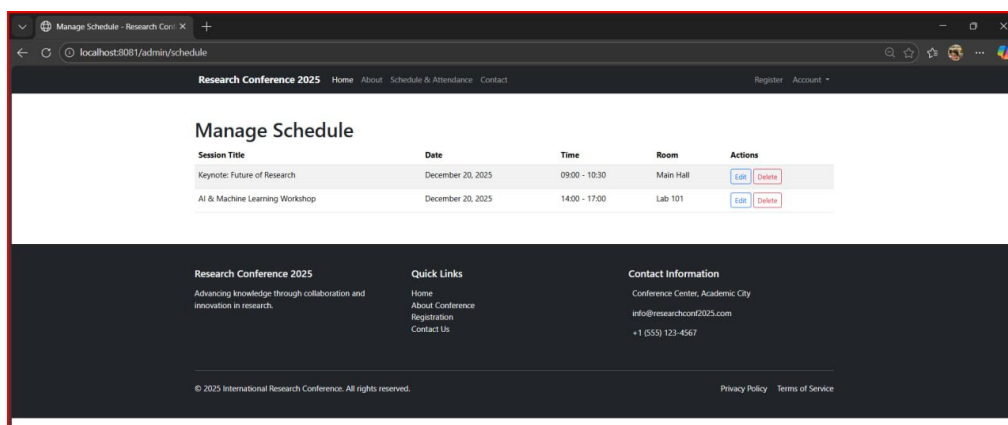 Manage Schedule - Research Conf
localhost:8081/admin/schedule
Research Conference 2025 Home About Schedule & Attendance Contact Register Account
Manage Schedule
Session Title Date Time Room Actions
Keynote: Future of Research December 20, 2025 09:00 - 10:30 Main Hall Edit Delete
AI & Machine Learning Workshop December 20, 2025 14:00 - 17:00 Lab 101 Edit Delete
Research Conference 2025
Advancing knowledge through collaboration and
innovation in research.
Quick Links
Home
About Conference
Registration
Contact Us
Contact Information
Conference Center, Academic City
info@researchconf2025.com
+1 (555) 123-4567
© 2025 International Research Conference. All rights reserved. Privacy Policy Terms of Service